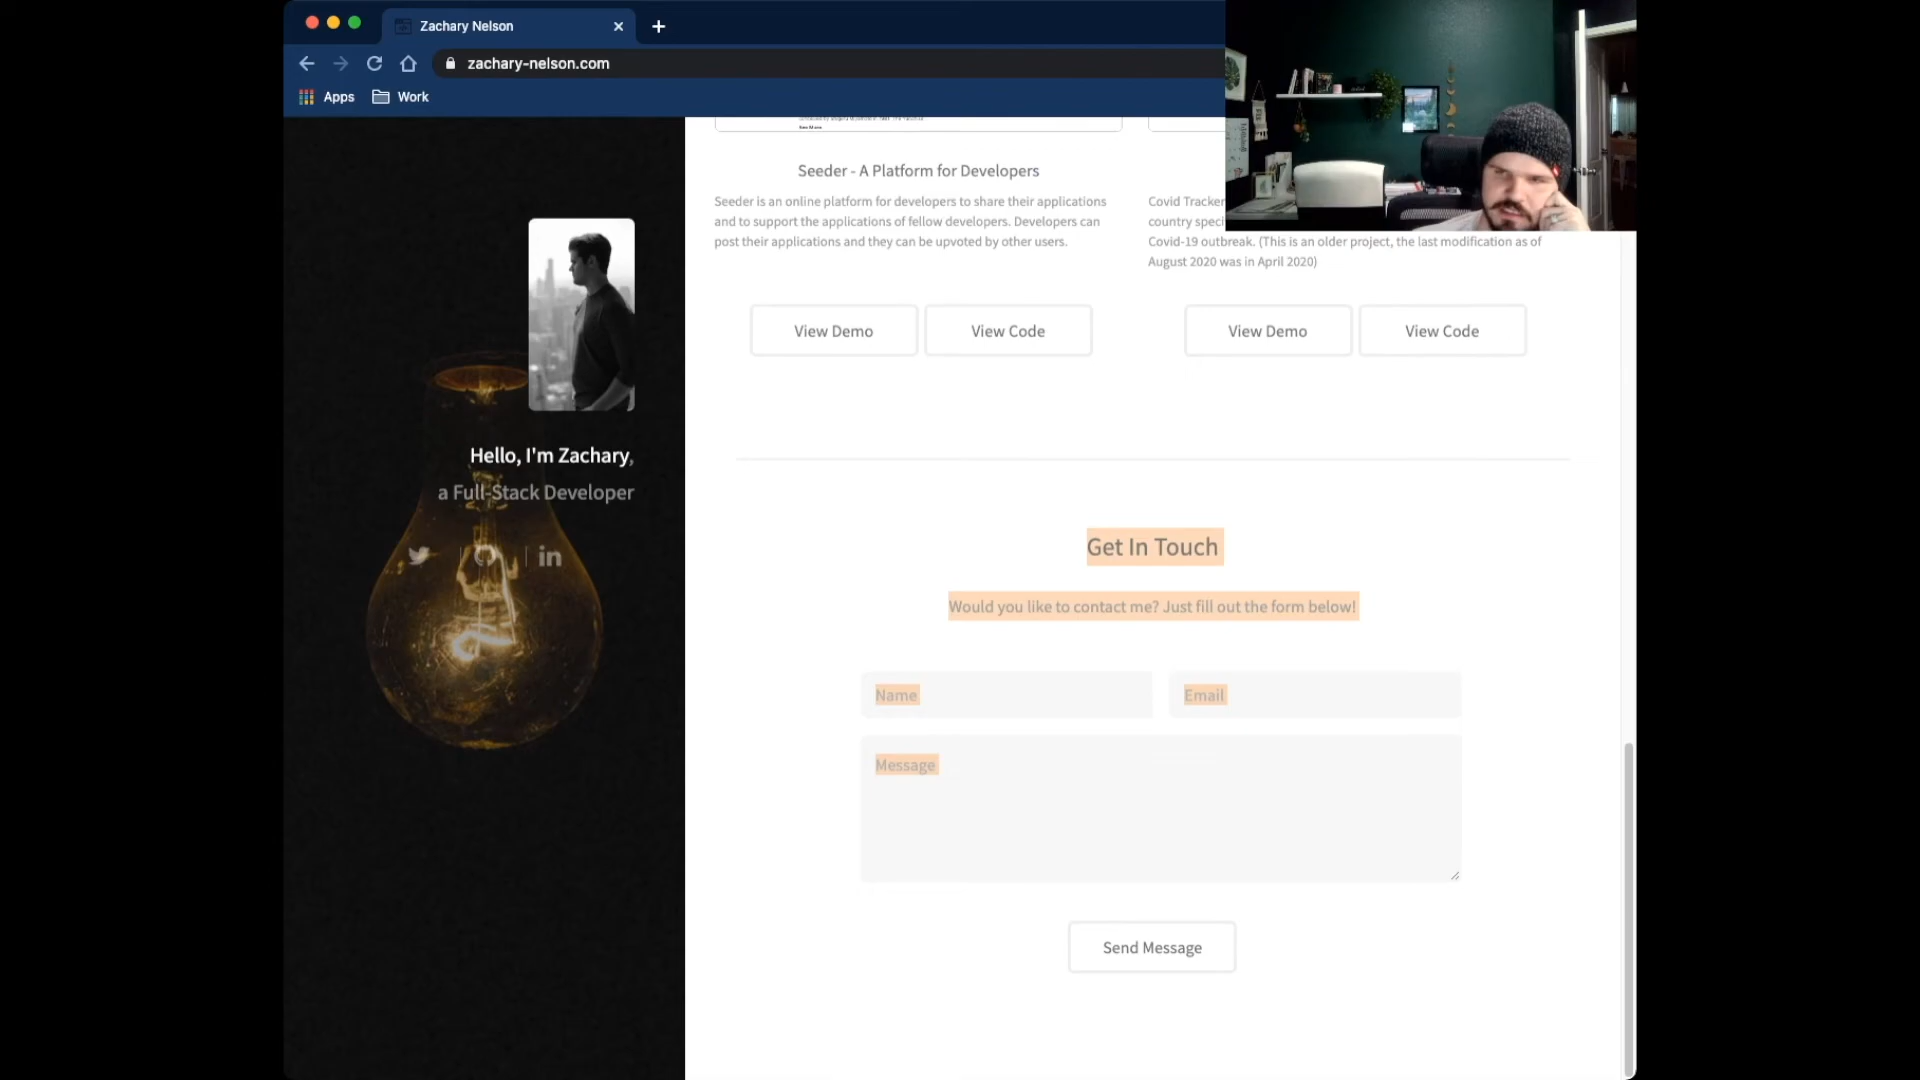 Zachary Nelson
zachary-nelson.com
Apps
Work
Hello, I'm Zachary,
a Full-Stack Developer
Seeder - A Platform for Developers
Seeder is an online platform for developers to share their applications
and to support the applications of fellow developers. Developers can
post their applications and they can be upvoted by other users.
View Demo
View Code
Covid Tracker
country
Covid-19 outbreak. (This is an older project, the last modification as of
August 2020 was in April 2020)
View Demo
View Code
Get In Touch
Would you like to contact me? Just fill out the form below!
Name
Email
Message
Send Message